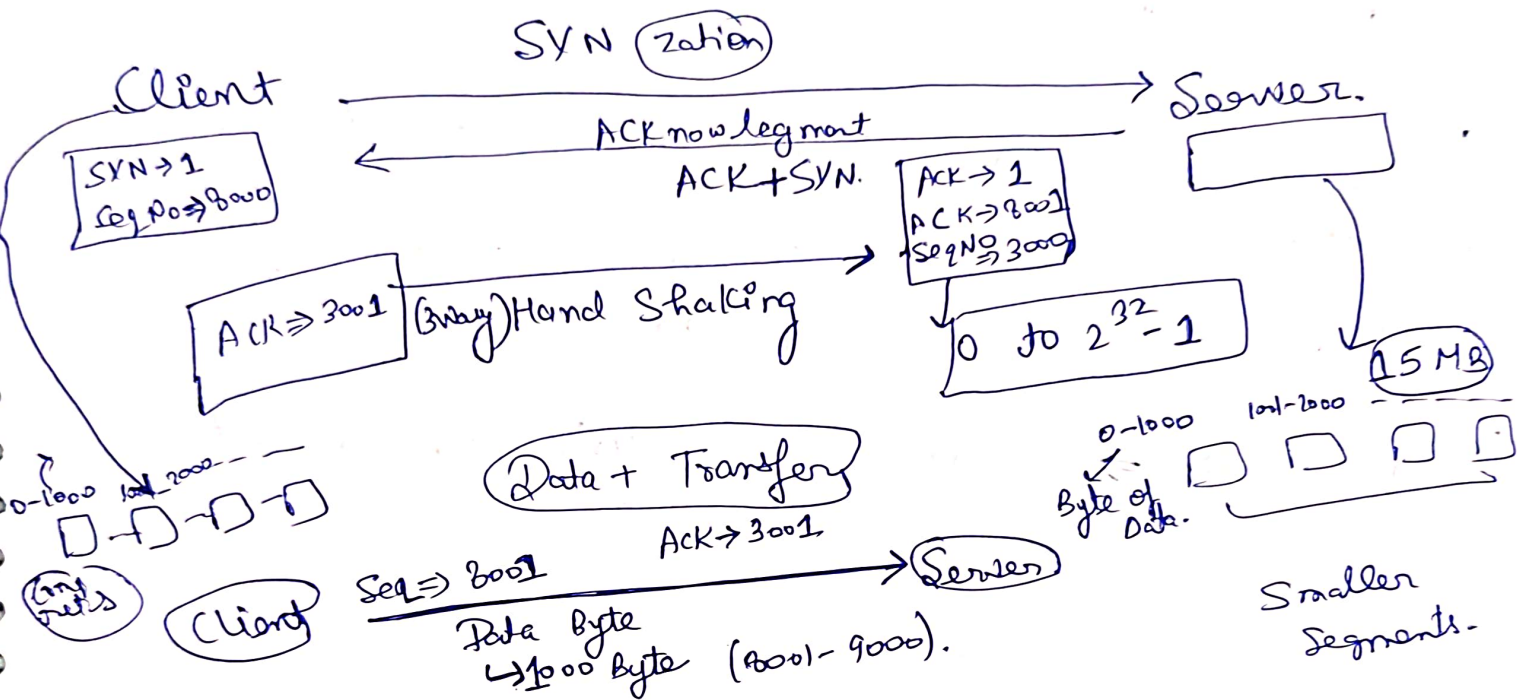 SYN zation
Client
Server.
ACKnowlegment
ACK+SYN.
SYN→1
Seq No⇒8000
ACK→1
ACK→8001
SeqNo⇒3000
ACK⇒3001
(3way) Hand Shaking
0 to 2^32-1
15 MB
0-1000 1001-2000
Byte of Data.
0-1000 1001-2000
Data + Transfer
ACK→3001
Client
Seq⇒8001
Server
Data Byte
↳1000 Byte (8001-9000).
Smaller
Segments.